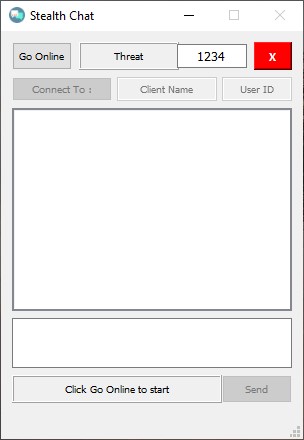 Stealth Chat
Go Online Threat 1234 X
Connect To : Client Name User ID
Click Go Online to start Send